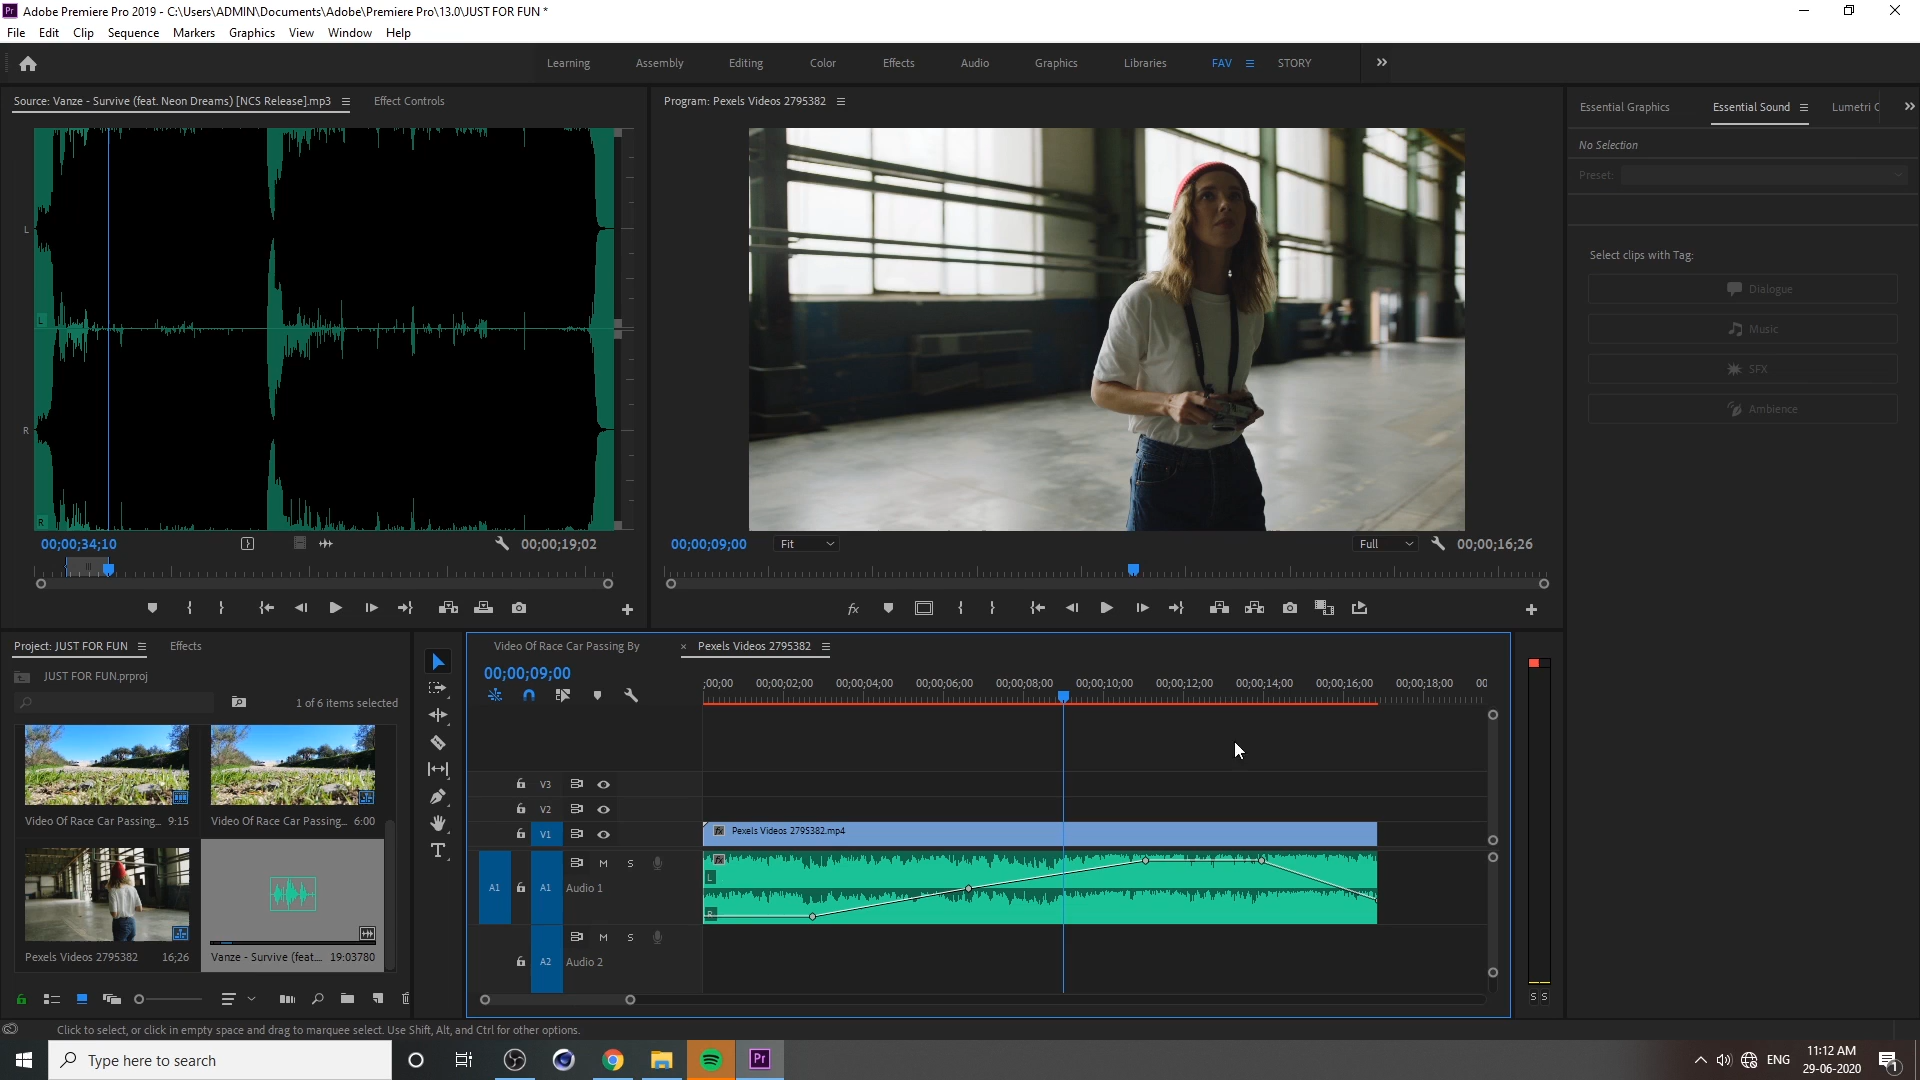 Adobe Premiere Pro 2019 - C:\Users\ADMIN\Documents\Adobe\Premiere Pro\13.0\JUST FOR FUN *
File Edit Clip Sequence Markers Graphics View Window Help
Learning Assembly Editing Color Effects Audio Graphics Libraries FAV STORY
Source: Vanze - Survive (feat. Neon Dreams) [NCS Release].mp3 Effect Controls
Program: Pexels Videos 2795382
Essential Graphics Essential Sound Lumetri C
No Selection
Preset:
Select clips with Tag:
Dialogue
Music
SFX
Ambience
L
L
R
R
00;00;34;10 00;00;19;02
00;00;09;00 Fit Full 00;00;16;26
fx
Project: JUST FOR FUN Effects
JUST FOR FUN.prproj
1 of 6 items selected
Video Of Race Car Passing... 9:15 Video Of Race Car Passing... 6:00
Pexels Videos 2795382 16;26 Vanze - Survive (feat.... 19:03780
Video Of Race Car Passing By × Pexels Videos 2795382
00;00;09;00
;00;00 00;00;02;00 00;00;04;00 00;00;06;00 00;00;08;00 00;00;10;00 00;00;12;00 00;00;14;00 00;00;16;00 00;00;18;00 00
V3
V2
V1 fx Pexels Videos 2795382.mp4
M S fx
A1 A1 Audio 1 L
R
M S
A2 Audio 2
S S
T
Click to select, or click in empty space and drag to marquee select. Use Shift, Alt, and Ctrl for other options.
Type here to search
Pr
ENG
11:12 AM
29-06-2020
1